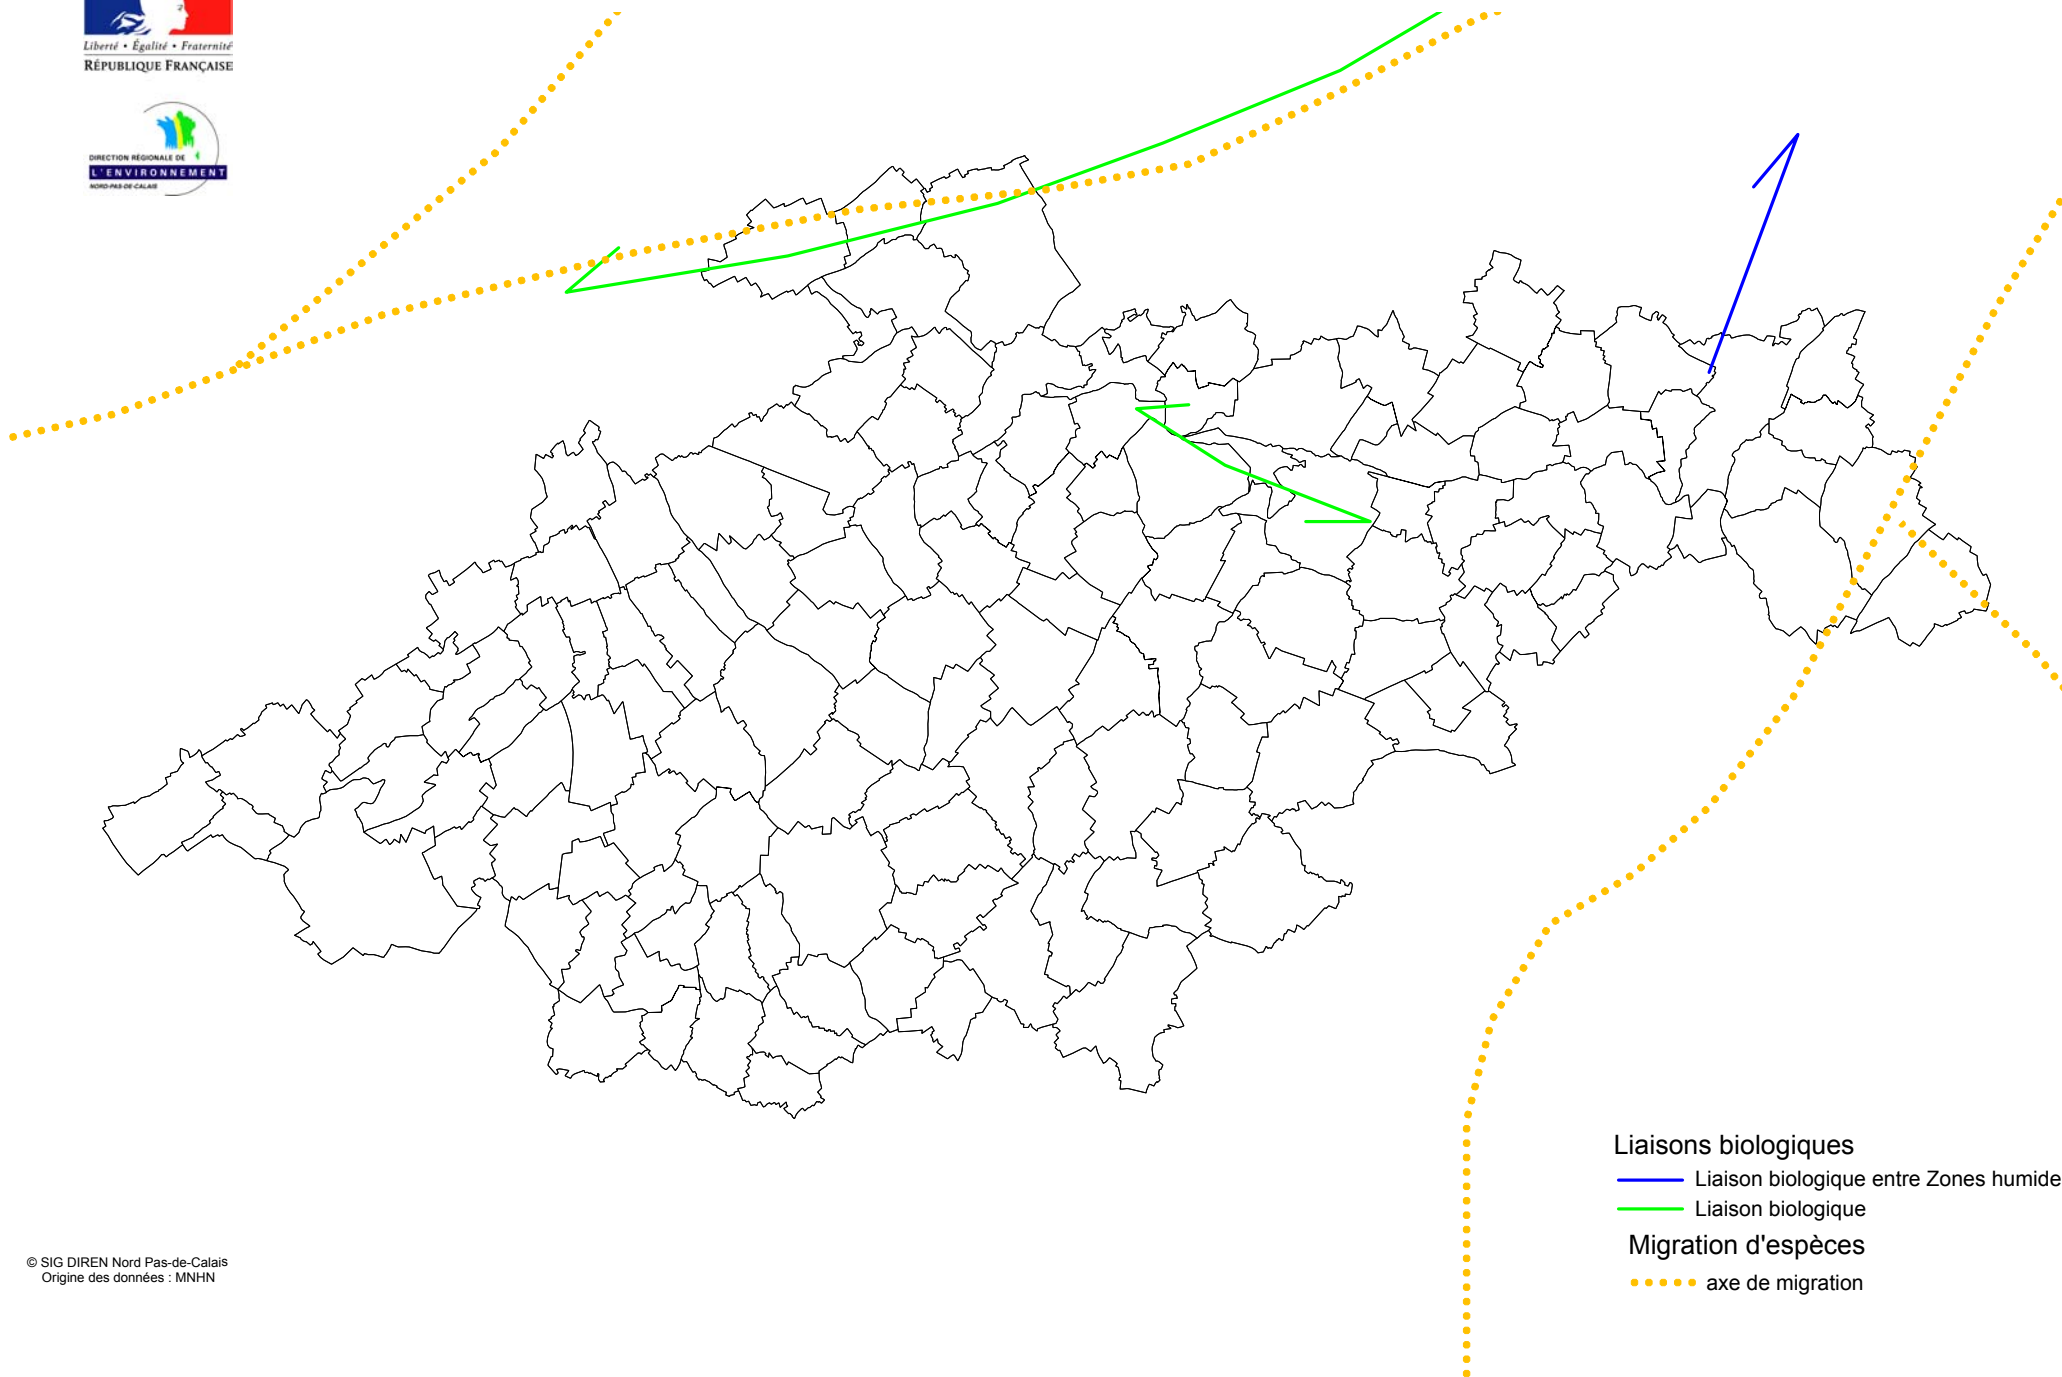 Liberté • Égalité • Fraternité
RÉPUBLIQUE FRANÇAISE
DIRECTION RÉGIONALE DE
L'ENVIRONNEMENT
NORD-PAS-DE-CALAIS
Liaisons biologiques
Liaison biologique entre Zones humide
Liaison biologique
Migration d'espèces
axe de migration
© SIG DIREN Nord Pas-de-Calais
Origine des données : MNHN